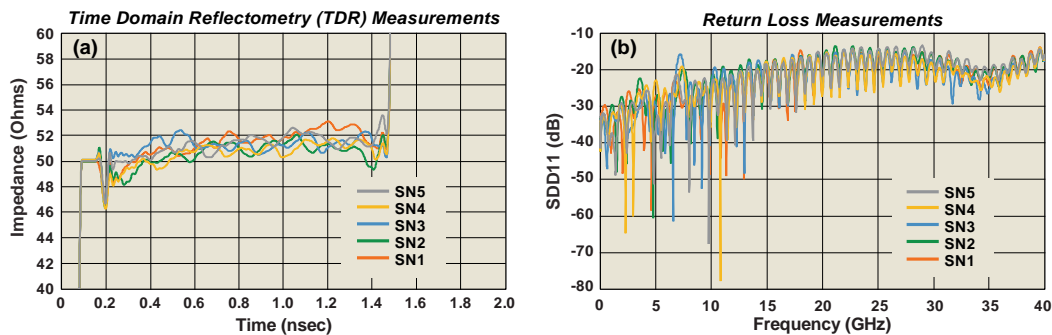 Time Domain Reflectometry (TDR) Measurements
(a)
Impedance (Ohms)
60
58
56
54
52
50
48
46
44
42
40
SN5
SN4
SN3
SN2
SN1
0 0.2 0.4 0.6 0.8 1.0 1.2 1.4 1.6 1.8 2.0
Time (nsec)
Return Loss Measurements
(b)
SDD11 (dB)
-10
-20
-30
-40
-50
-60
-70
-80
SN5
SN4
SN3
SN2
SN1
0 5 10 15 20 25 30 35 40
Frequency (GHz)